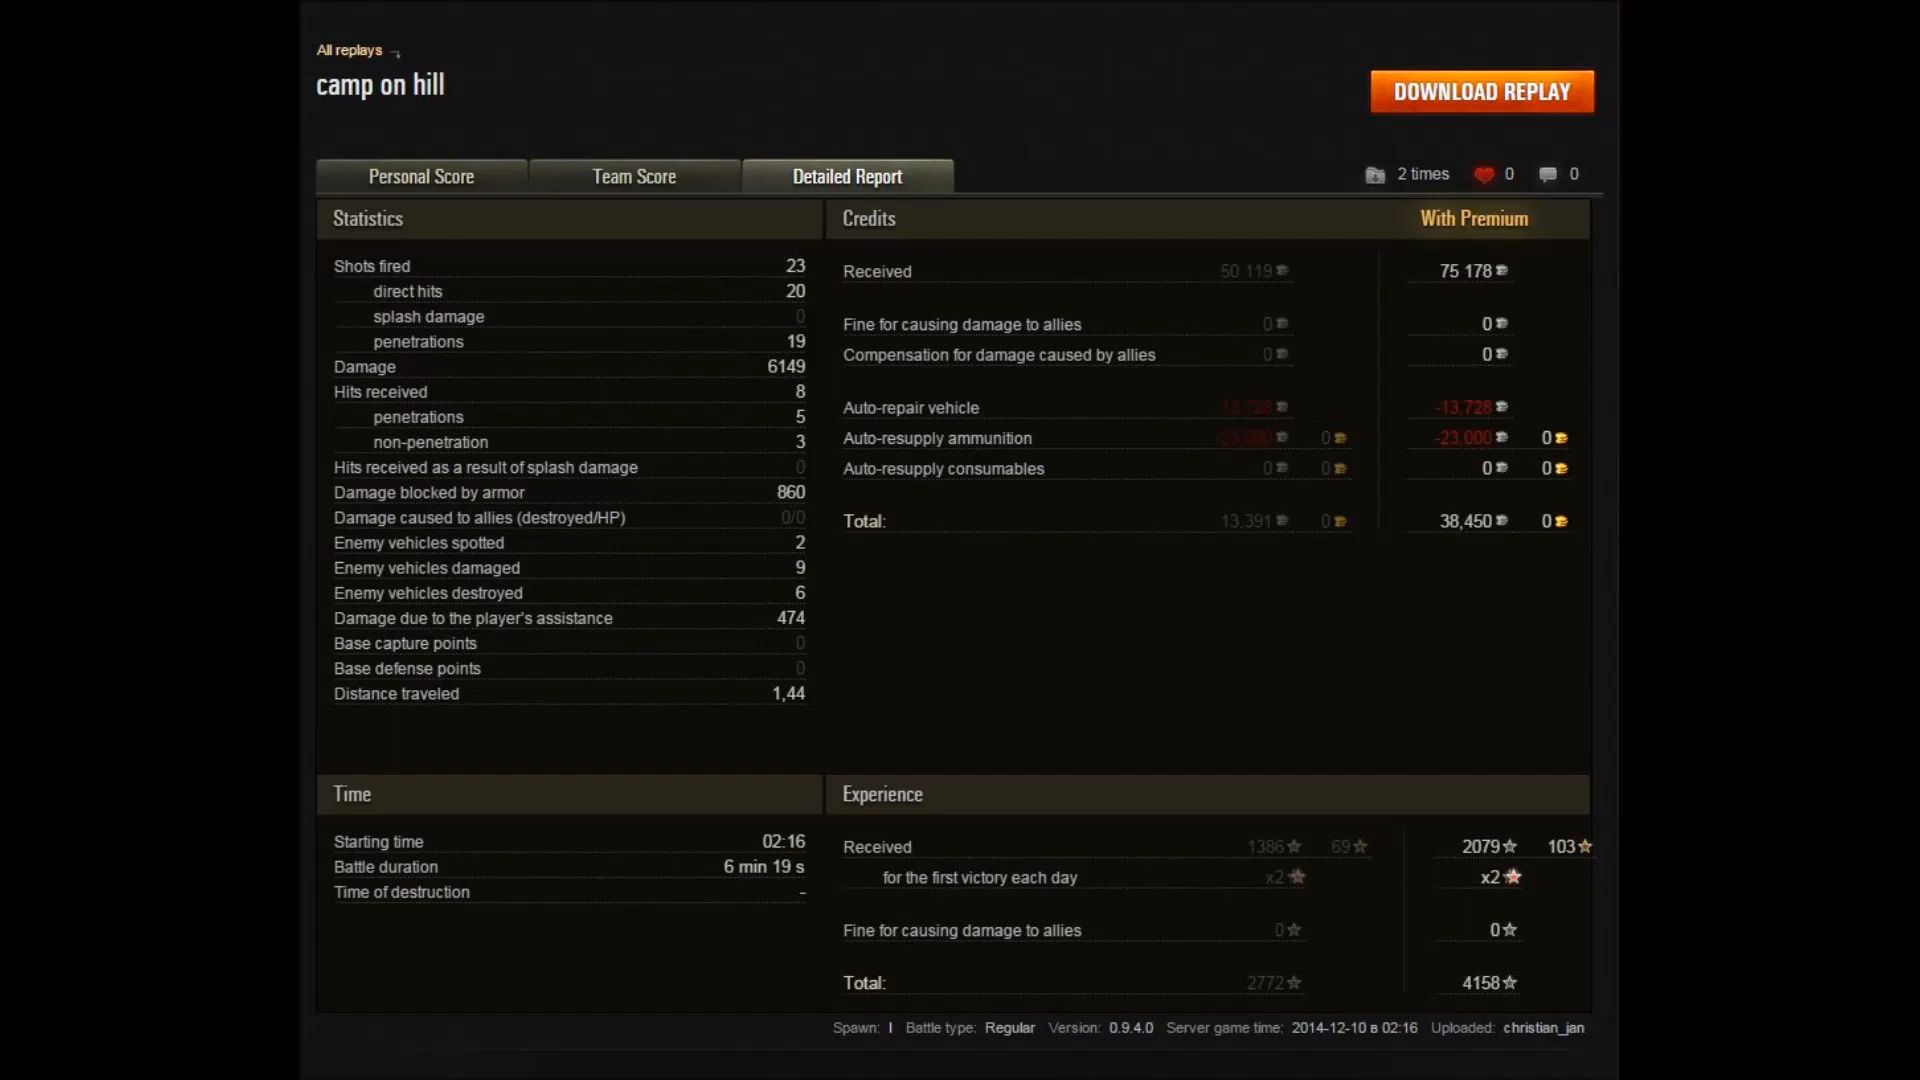 All replays
camp on hill
DOWNLOAD REPLAY
Personal Score Team Score Detailed Report 2 times 0 0
Statistics
Shots fired 23
direct hits 20
splash damage 0
penetrations 19
Damage 6149
Hits received 8
penetrations 5
non-penetration 3
Hits received as a result of splash damage 0
Damage blocked by armor 860
Damage caused to allies (destroyed/HP) 0/0
Enemy vehicles spotted 2
Enemy vehicles damaged 9
Enemy vehicles destroyed 6
Damage due to the player's assistance 474
Base capture points 0
Base defense points 0
Distance traveled 1,44
Credits With Premium
Received 50 119 75 178
Fine for causing damage to allies 0 0
Compensation for damage caused by allies 0 0
Auto-repair vehicle -13,728 -13,728
Auto-resupply ammunition -23,000 0 -23,000 0
Auto-resupply consumables 0 0 0 0
Total: 13,391 0 38,450 0
Time
Starting time 02:16
Battle duration 6 min 19 s
Time of destruction -
Experience
Received 1386 69 2079 103
for the first victory each day x2 x2
Fine for causing damage to allies 0 0
Total: 2772 4158
Spawn: I Battle type: Regular Version: 0.9.4.0 Server game time: 2014-12-10 в 02:16 Uploaded: christian_jan